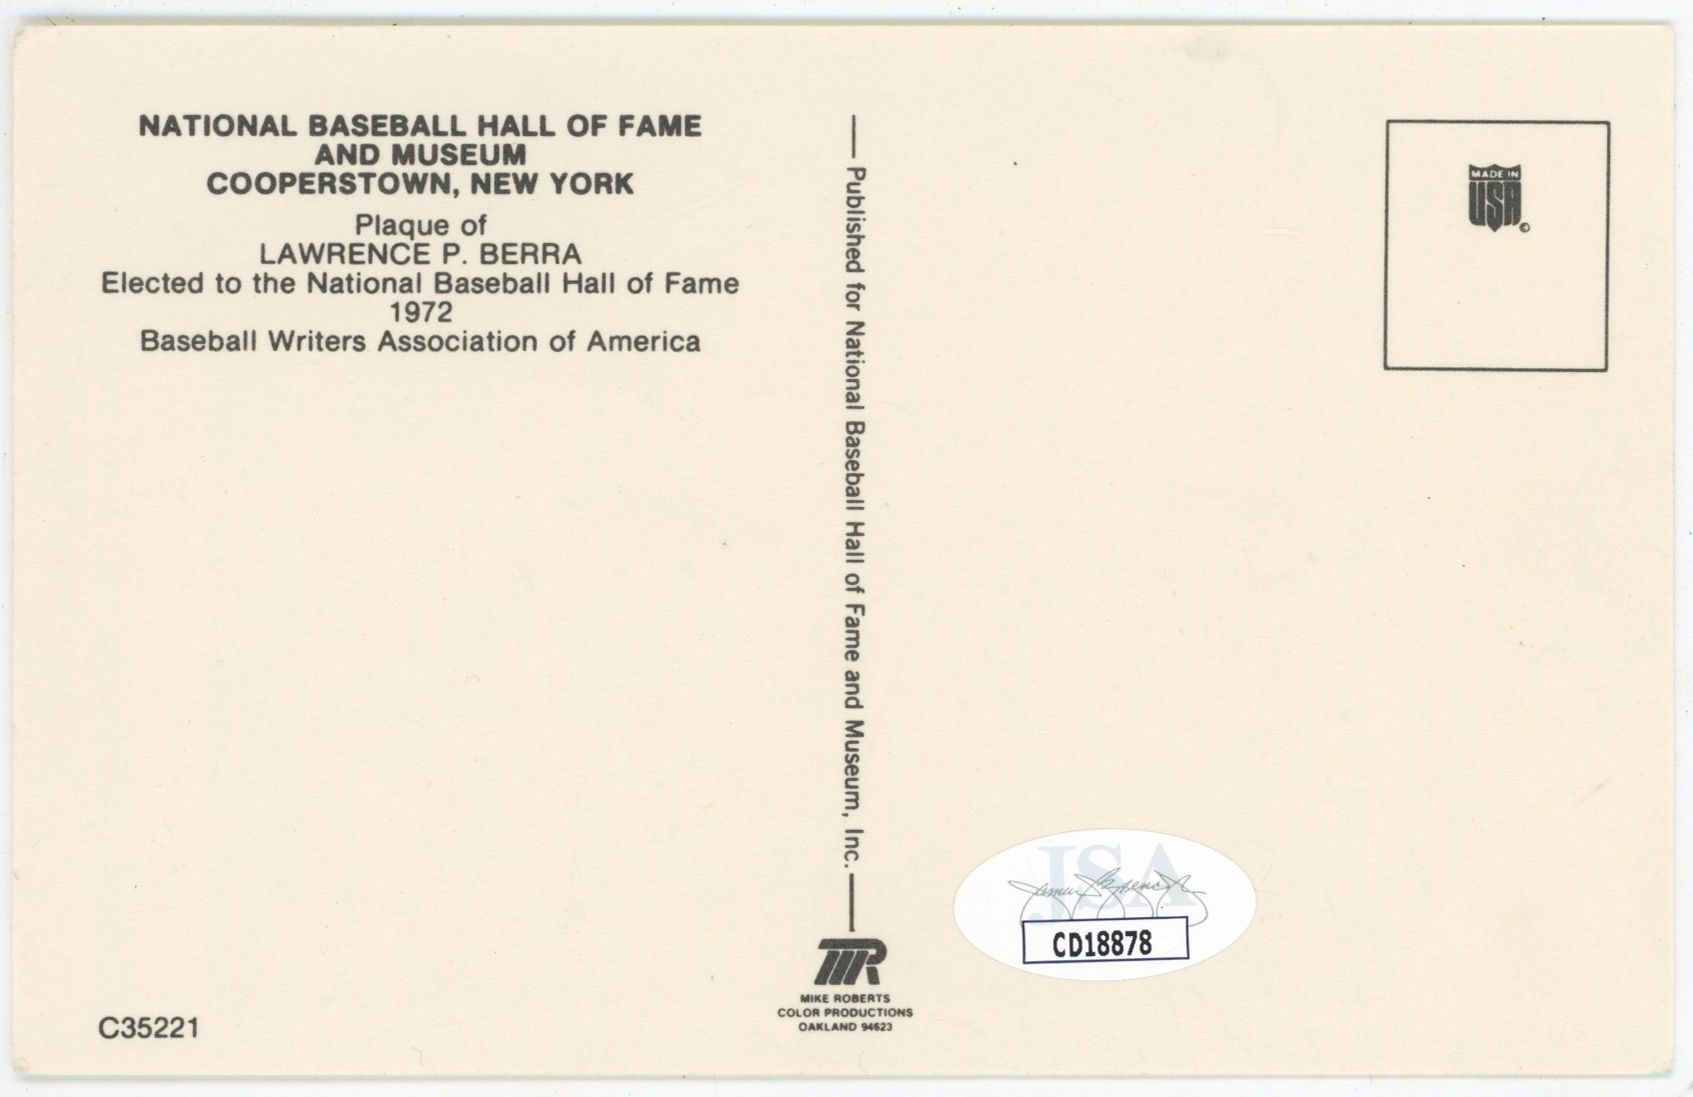 NATIONAL BASEBALL HALL OF FAME
AND MUSEUM
COOPERSTOWN, NEW YORK
Plaque of
LAWRENCE P. BERRA
Elected to the National Baseball Hall of Fame
1972
Baseball Writers Association of America
C35221
Published for National Baseball Hall of Fame and Museum, Inc.
MR
MIKE ROBERTS
COLOR PRODUCTIONS
OAKLAND 94623
MADE IN
USA
©
JSA
James Spence
CD18878